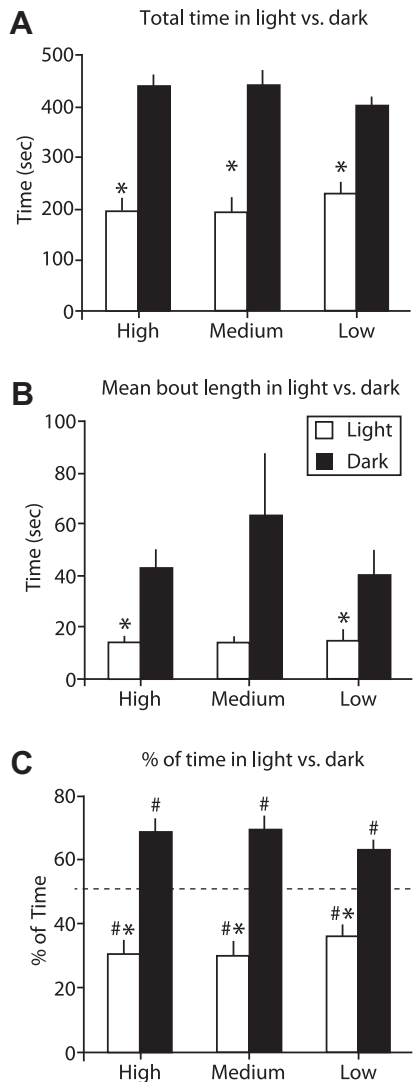 A
Total time in light vs. dark
Time (sec)
500
400
300
200
100
0
*
*
*
High Medium Low
B
Mean bout length in light vs. dark
Time (sec)
100
80
60
40
20
0
Light
Dark
*
*
High Medium Low
C
% of time in light vs. dark
% of Time
80
60
40
20
0
# # #
#* #* #*
High Medium Low